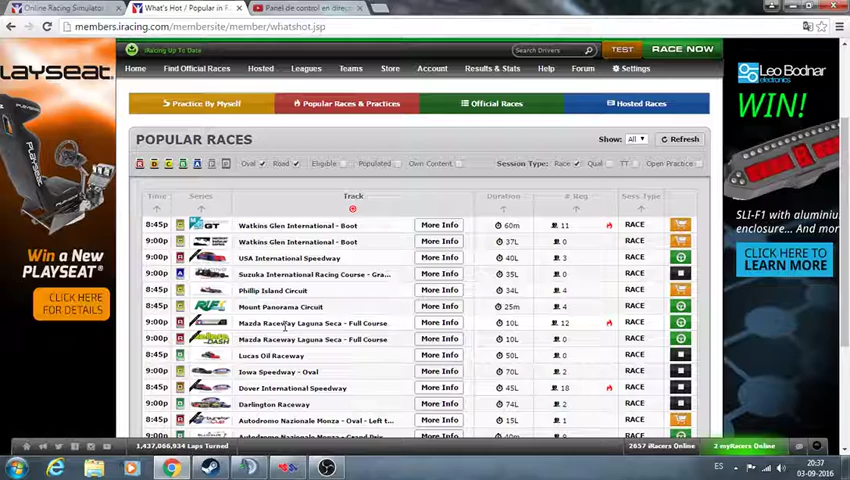 Online Racing Simulator
What's Hot / Popular in F...
Panel de control en direct
members.iracing.com/membersite/member/whatshot.jsp
iRacing Up To Date
Search Drivers
TEST
RACE NOW
Home Find Official Races Hosted Leagues Teams Store Account Results & Stats Help Forum Settings
Practice By Myself Popular Races & Practices Official Races Hosted Races
POPULAR RACES
Show: All Refresh
Oval Road Eligible Populated Own Content Session Type: Race Qual TT Open Practice
Time Series Track Duration # Reg Sess Type
8:45p GT Watkins Glen International - Boot More Info 60m 11 RACE
9:00p Watkins Glen International - Boot More Info 37L 0 RACE
9:00p USA International Speedway More Info 40L 3 RACE
9:00p A Suzuka International Racing Course - Gra... More Info 35L 0 RACE
8:45p Phillip Island Circuit More Info 34L 4 RACE
8:45p Mount Panorama Circuit More Info 25m 4 RACE
9:00p Mazda Raceway Laguna Seca - Full Course More Info 10L 12 RACE
9:00p Mazda Raceway Laguna Seca - Full Course More Info 10L 0 RACE
8:45p Lucas Oil Raceway More Info 50L 0 RACE
9:00p Iowa Speedway - Oval More Info 70L 2 RACE
8:45p Dover International Speedway More Info 45L 18 RACE
9:00p Darlington Raceway More Info 74L 2 RACE
9:00p Autodromo Nazionale Monza - Oval - Left t... More Info 15L 1 RACE
1,437,066,934 Laps Turned
2657 iRacers Online
2 myRacers Online
PLAYSEAT
Win a New
PLAYSEAT
CLICK HERE
FOR DETAILS
Leo Bodnar
electronics
WIN!
SLI-F1 with aluminiu
enclosure... and mor
CLICK HERE TO
LEARN MORE
ES
20:37
03-09-2016